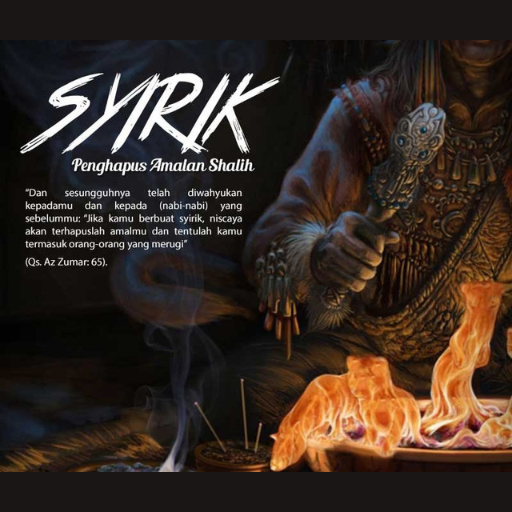 SYIRIK
Penghapus Amalan Shalih
“Dan sesungguhnya telah diwahyukan
kepadamu dan kepada (nabi-nabi) yang
sebelummu: “Jika kamu berbuat syirik, niscaya
akan terhapuslah amalmu dan tentulah kamu
termasuk orang-orang yang merugi”
(Qs. Az Zumar: 65).